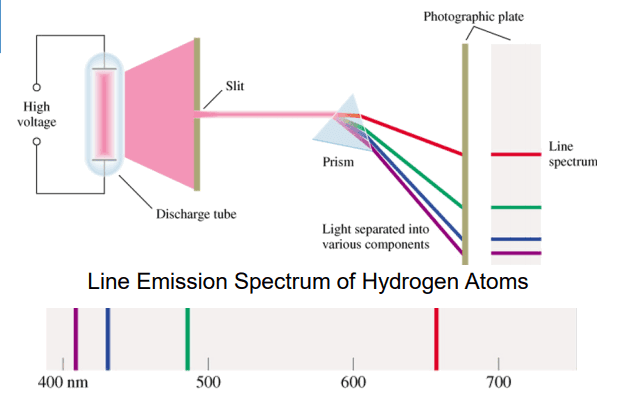 Photographic plate
Slit
High
voltage
Line
spectrum
Prism
Discharge tube
Light separated into
various components
Line Emission Spectrum of Hydrogen Atoms
400 nm 500 600 700